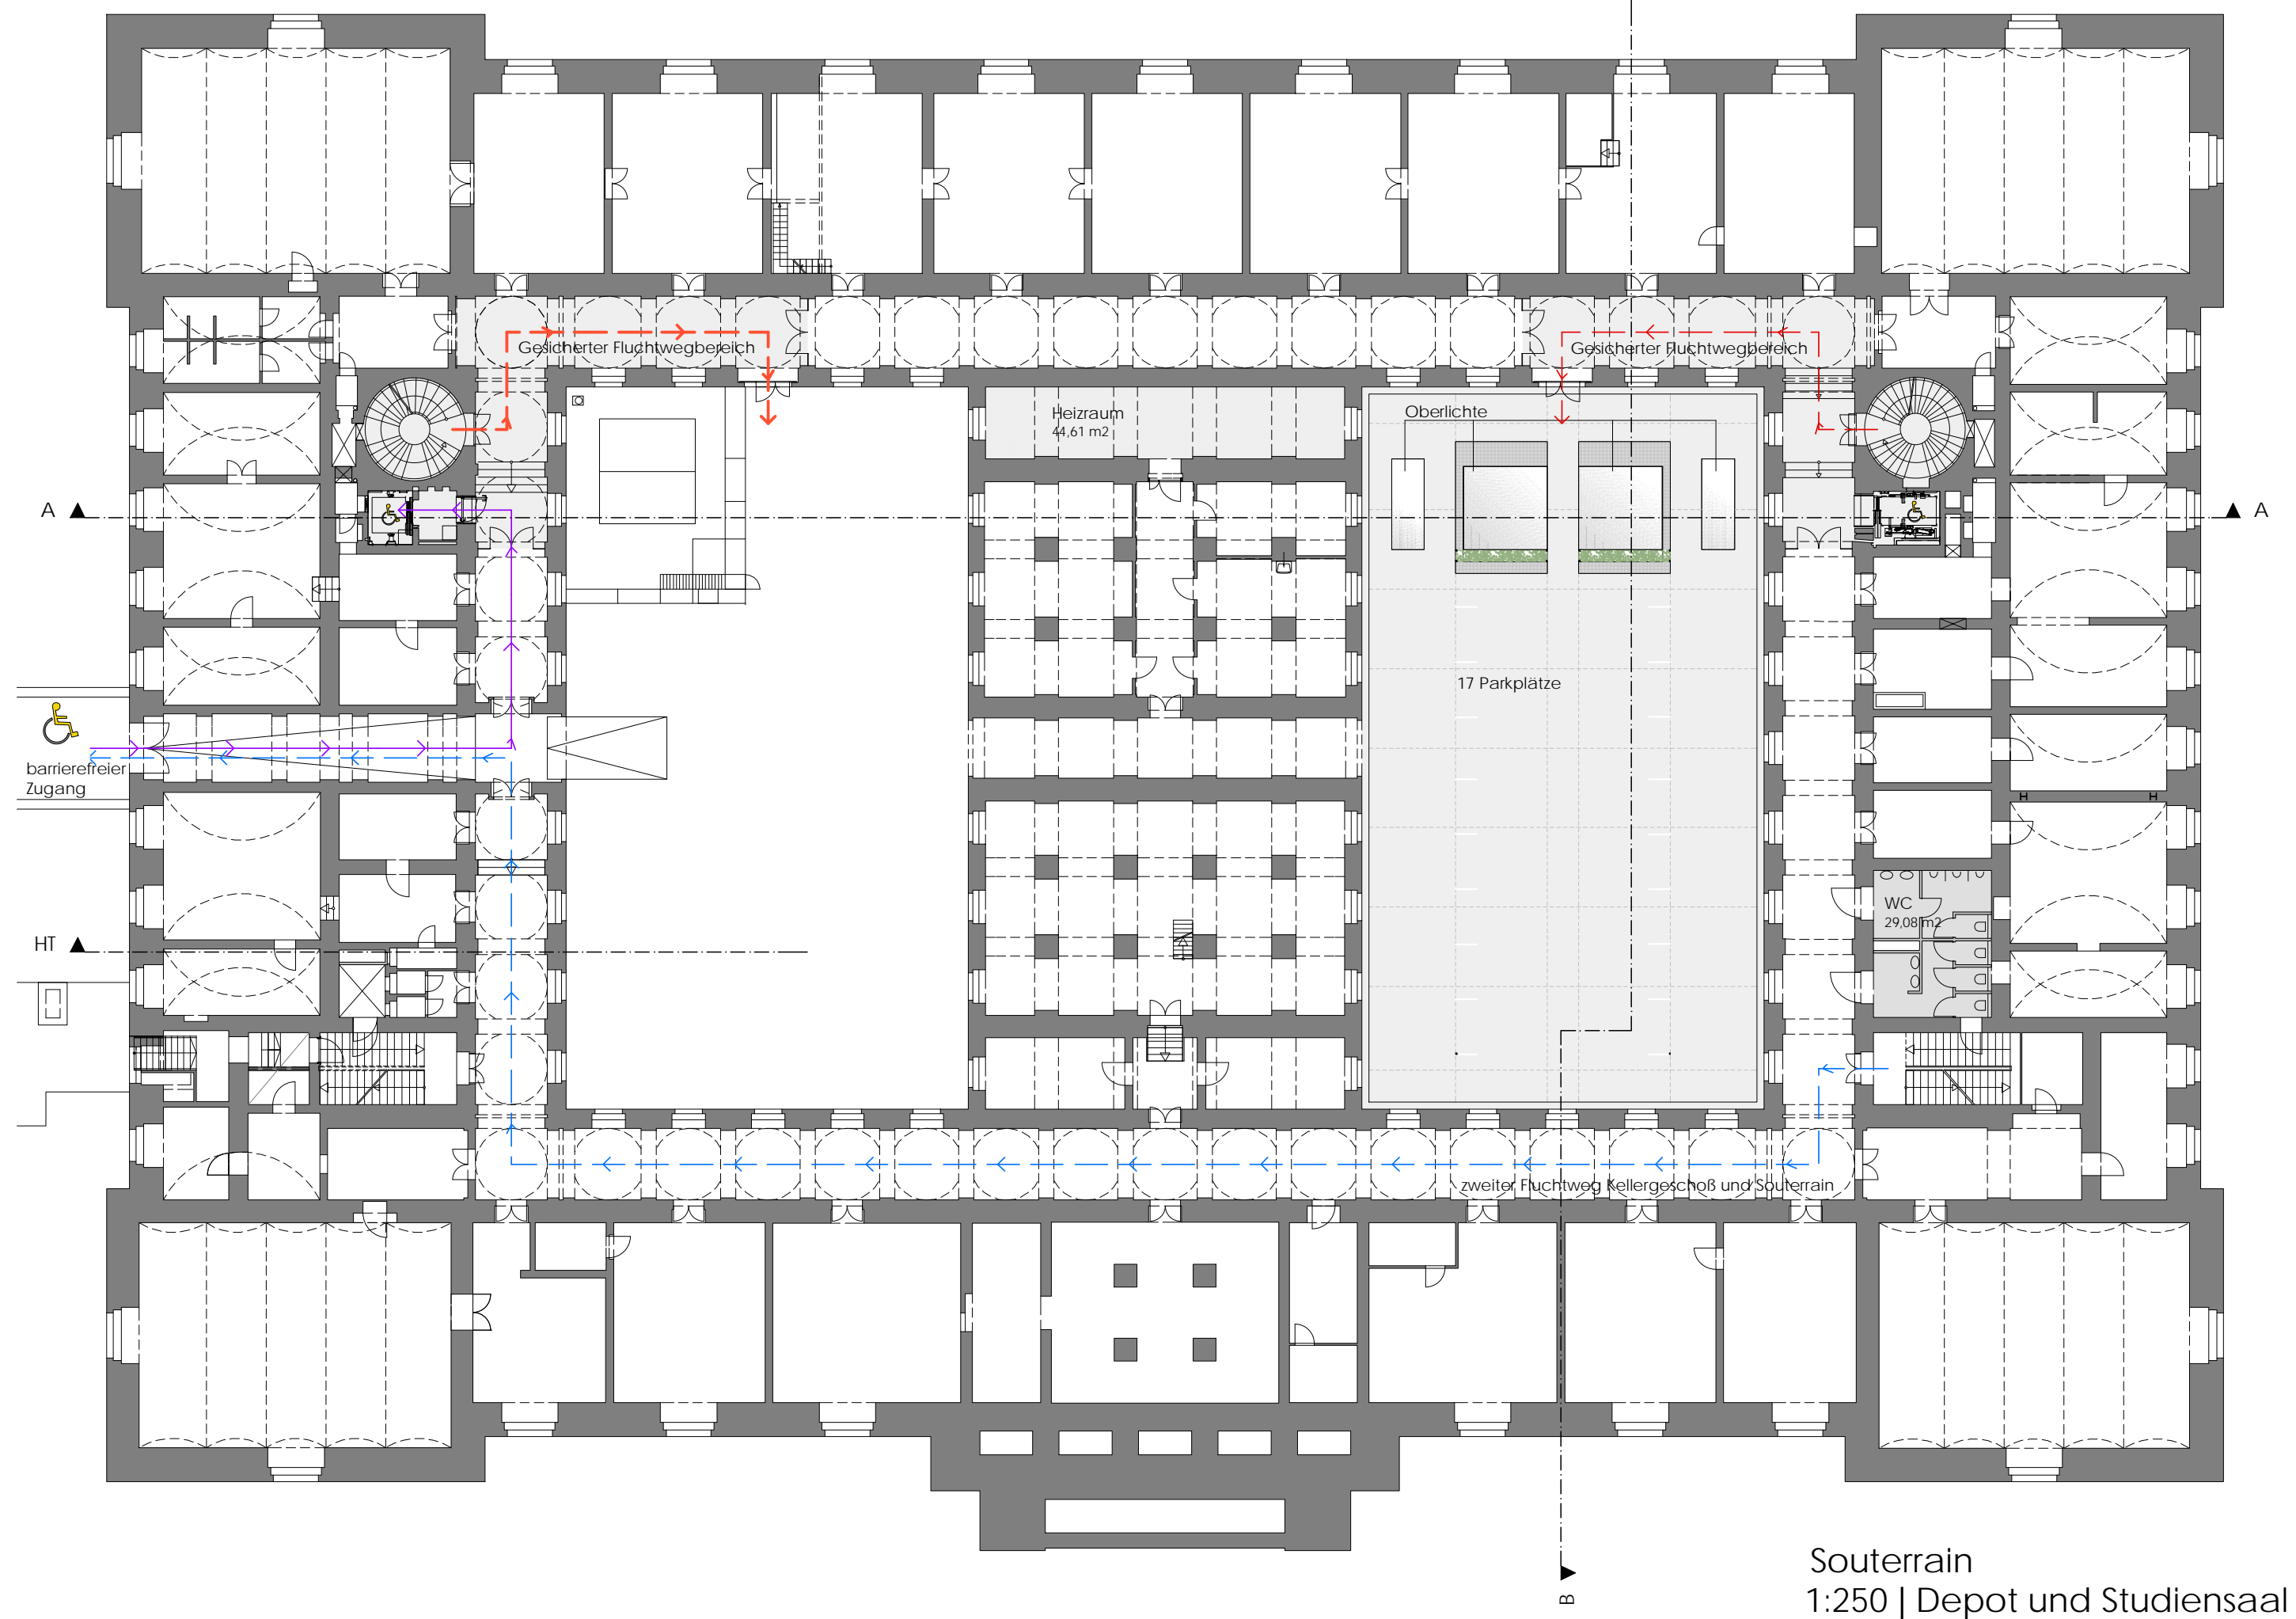 Gesicherter Fluchtwegbereich
Gesicherter Fluchtwegbereich
Heizraum
44,61 m2
Oberlichte
A
A
17 Parkplätze
barrierefreier
Zugang
WC
29,08 m2
HT
zweiter Fluchtweg Kellergeschoß und Souterrain
B
Souterrain
1:250 | Depot und Studiensaal